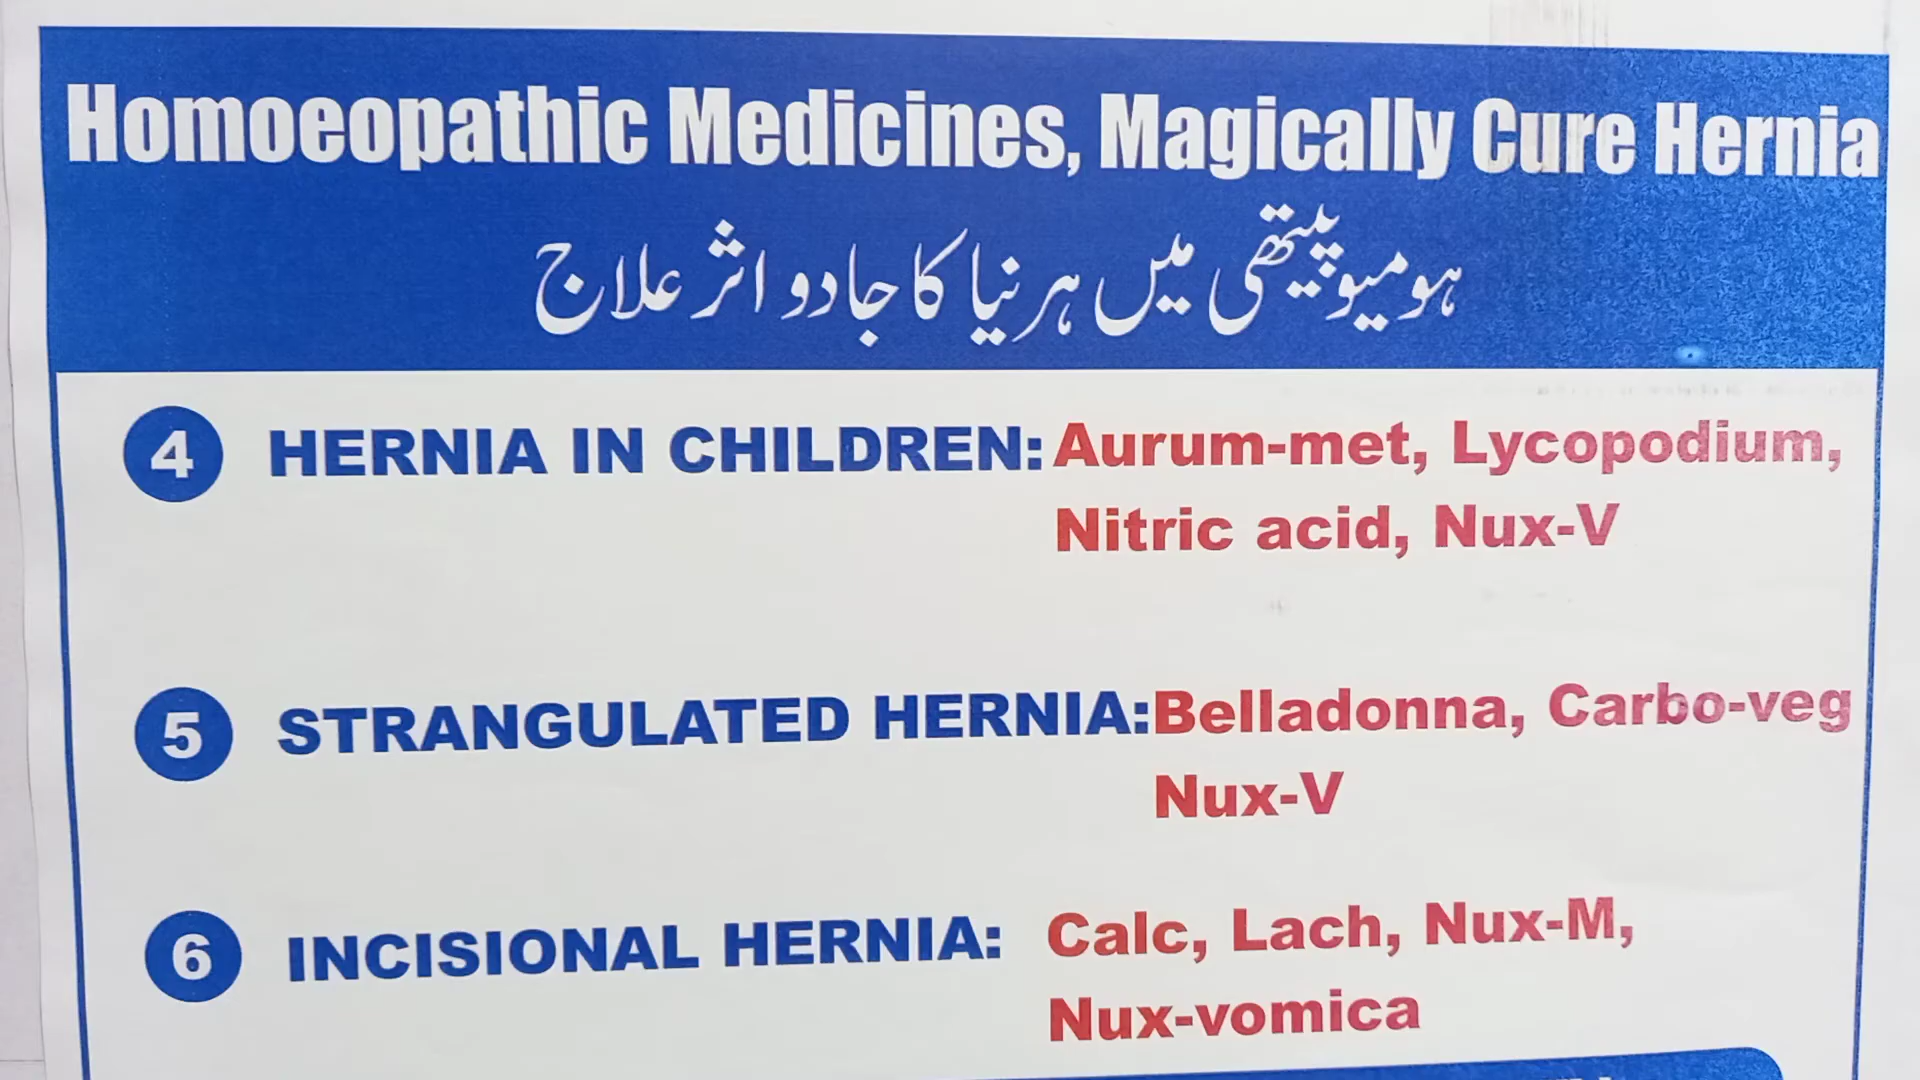 Homoeopathic Medicines, Magically Cure Hernia
ہومیوپیتھی میں ہرنیا کا جادو اثر علاج
4 HERNIA IN CHILDREN: Aurum-met, Lycopodium,
Nitric acid, Nux-V
5 STRANGULATED HERNIA: Belladonna, Carbo-veg
Nux-V
6 INCISIONAL HERNIA: Calc, Lach, Nux-M,
Nux-vomica